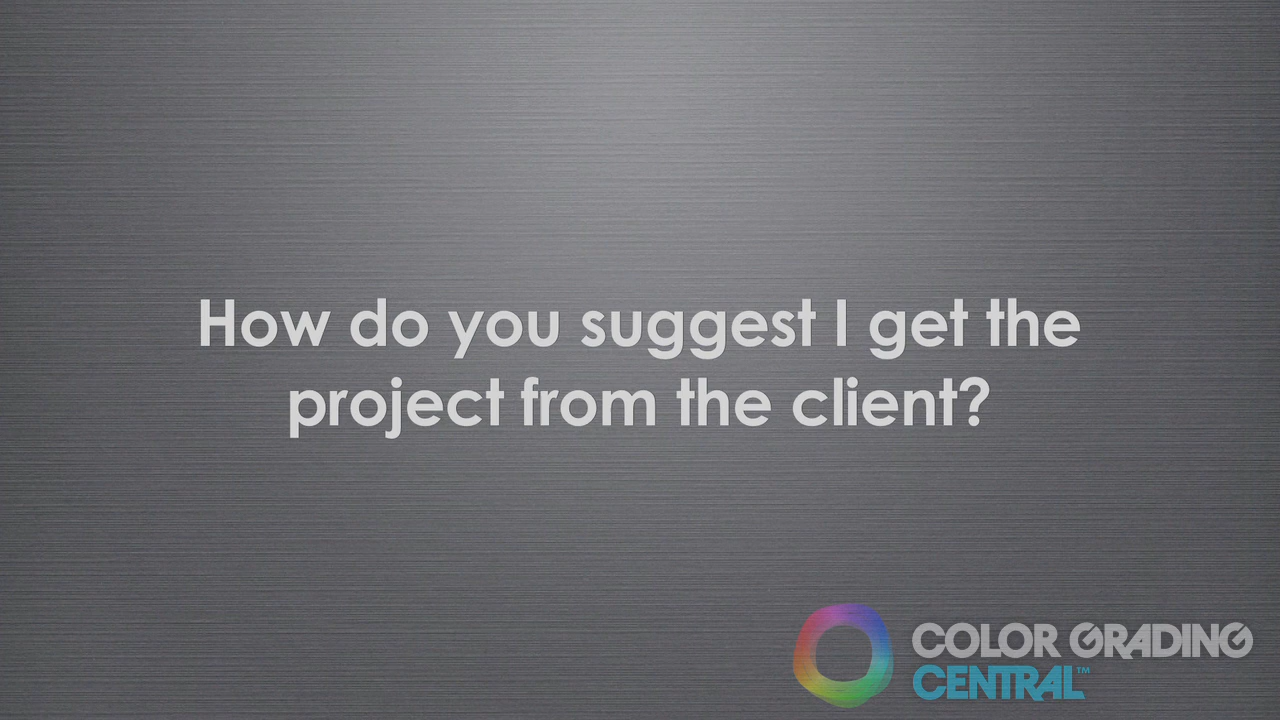 How do you suggest I get the
project from the client?
COLOR GRADING
CENTRAL™